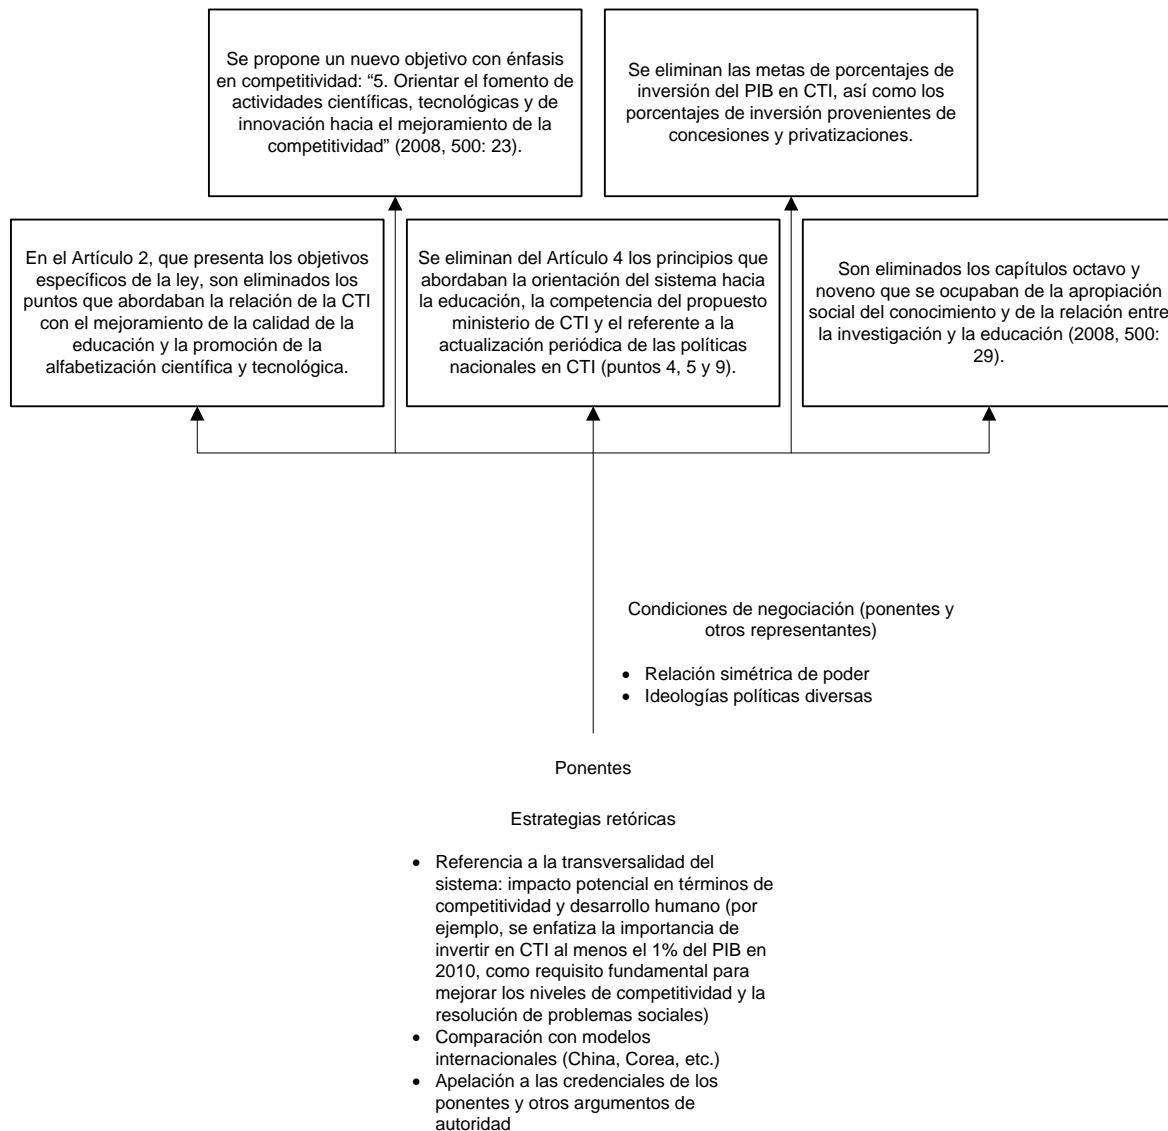 Se propone un nuevo objetivo con énfasis
en competitividad: “5. Orientar el fomento de
actividades científicas, tecnológicas y de
innovación hacia el mejoramiento de la
competitividad” (2008, 500: 23).
Se eliminan las metas de porcentajes de
inversión del PIB en CTI, así como los
porcentajes de inversión provenientes de
concesiones y privatizaciones.
En el Artículo 2, que presenta los objetivos
específicos de la ley, son eliminados los
puntos que abordaban la relación de la CTI
con el mejoramiento de la calidad de la
educación y la promoción de la
alfabetización científica y tecnológica.
Se eliminan del Artículo 4 los principios que
abordaban la orientación del sistema hacia
la educación, la competencia del propuesto
ministerio de CTI y el referente a la
actualización periódica de las políticas
nacionales en CTI (puntos 4, 5 y 9).
Son eliminados los capítulos octavo y
noveno que se ocupaban de la apropiación
social del conocimiento y de la relación entre
la investigación y la educación (2008, 500:
29).
Condiciones de negociación (ponentes y
otros representantes)
• Relación simétrica de poder
• Ideologías políticas diversas
Ponentes
Estrategias retóricas
• Referencia a la transversalidad del
sistema: impacto potencial en términos de
competitividad y desarrollo humano (por
ejemplo, se enfatiza la importancia de
invertir en CTI al menos el 1% del PIB en
2010, como requisito fundamental para
mejorar los niveles de competitividad y la
resolución de problemas sociales)
• Comparación con modelos
internacionales (China, Corea, etc.)
• Apelación a las credenciales de los
ponentes y otros argumentos de
autoridad